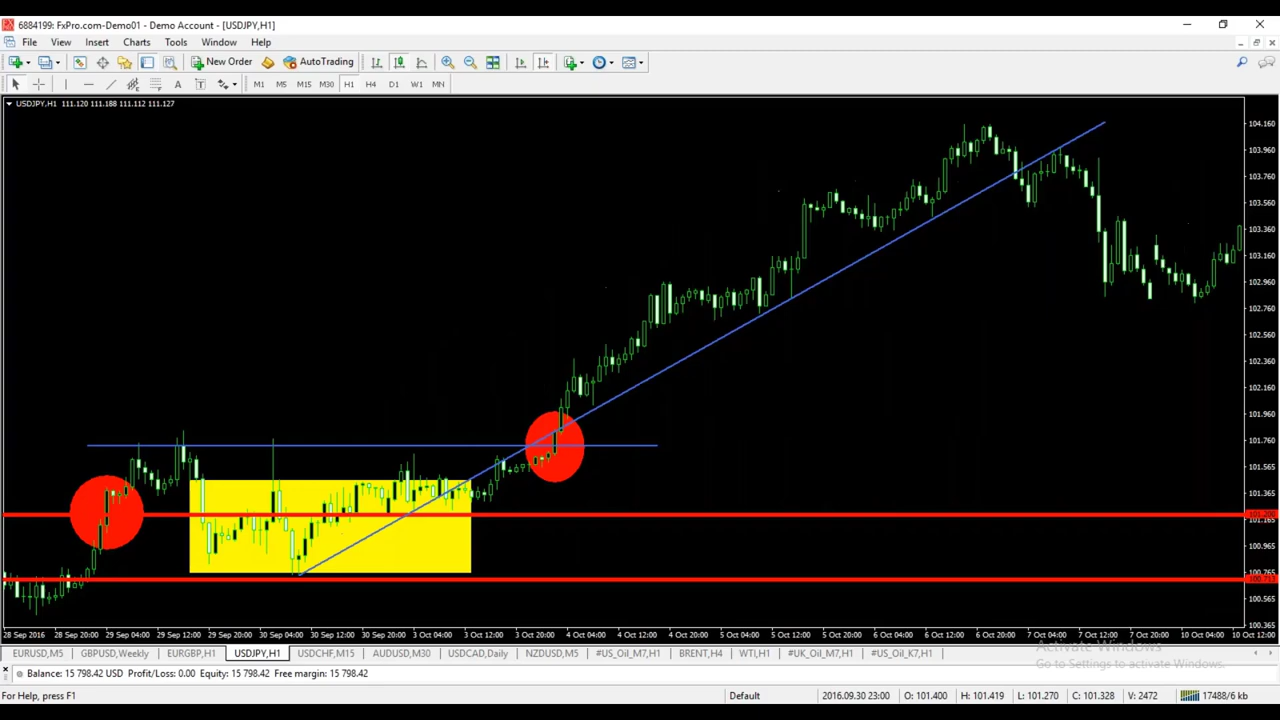 6884199: FxPro.com-Demo01 - Demo Account - [USDJPY,H1]
File View Insert Charts Tools Window Help
New Order AutoTrading
A T M1 M5 M15 M30 H1 H4 D1 W1 MN
USDJPY,H1 111.120 111.188 111.112 111.127
104.160
103.960
103.760
103.560
103.360
103.160
102.960
102.760
102.560
102.360
102.160
101.960
101.760
101.565
101.365
101.200
101.165
100.965
100.765
100.713
100.565
100.365
28 Sep 2016 28 Sep 20:00 29 Sep 04:00 29 Sep 12:00 29 Sep 20:00 30 Sep 04:00 30 Sep 12:00 30 Sep 20:00 3 Oct 04:00 3 Oct 12:00 3 Oct 20:00 4 Oct 04:00 4 Oct 12:00 4 Oct 20:00 5 Oct 04:00 5 Oct 12:00 5 Oct 20:00 6 Oct 04:00 6 Oct 12:00 6 Oct 20:00 7 Oct 04:00 7 Oct 12:00 7 Oct 20:00 10 Oct 04:00 10 Oct 12:00
Activate Windows
EURUSD,M5 GBPUSD,Weekly EURGBP,H1 USDJPY,H1 USDCHF,M15 AUDUSD,M30 USDCAD,Daily NZDUSD,M5 #US_Oil_M7,H1 BRENT,H4 WTI,H1 #UK_Oil_M7,H1 #US_Oil_K7,H1
Go to Settings to activate Windows.
Balance: 15 798.42 USD Profit/Loss: 0.00 Equity: 15 798.42 Free margin: 15 798.42
For Help, press F1 Default 2016.09.30 23:00 O: 101.400 H: 101.419 L: 101.270 C: 101.328 V: 2472 17488/6 kb